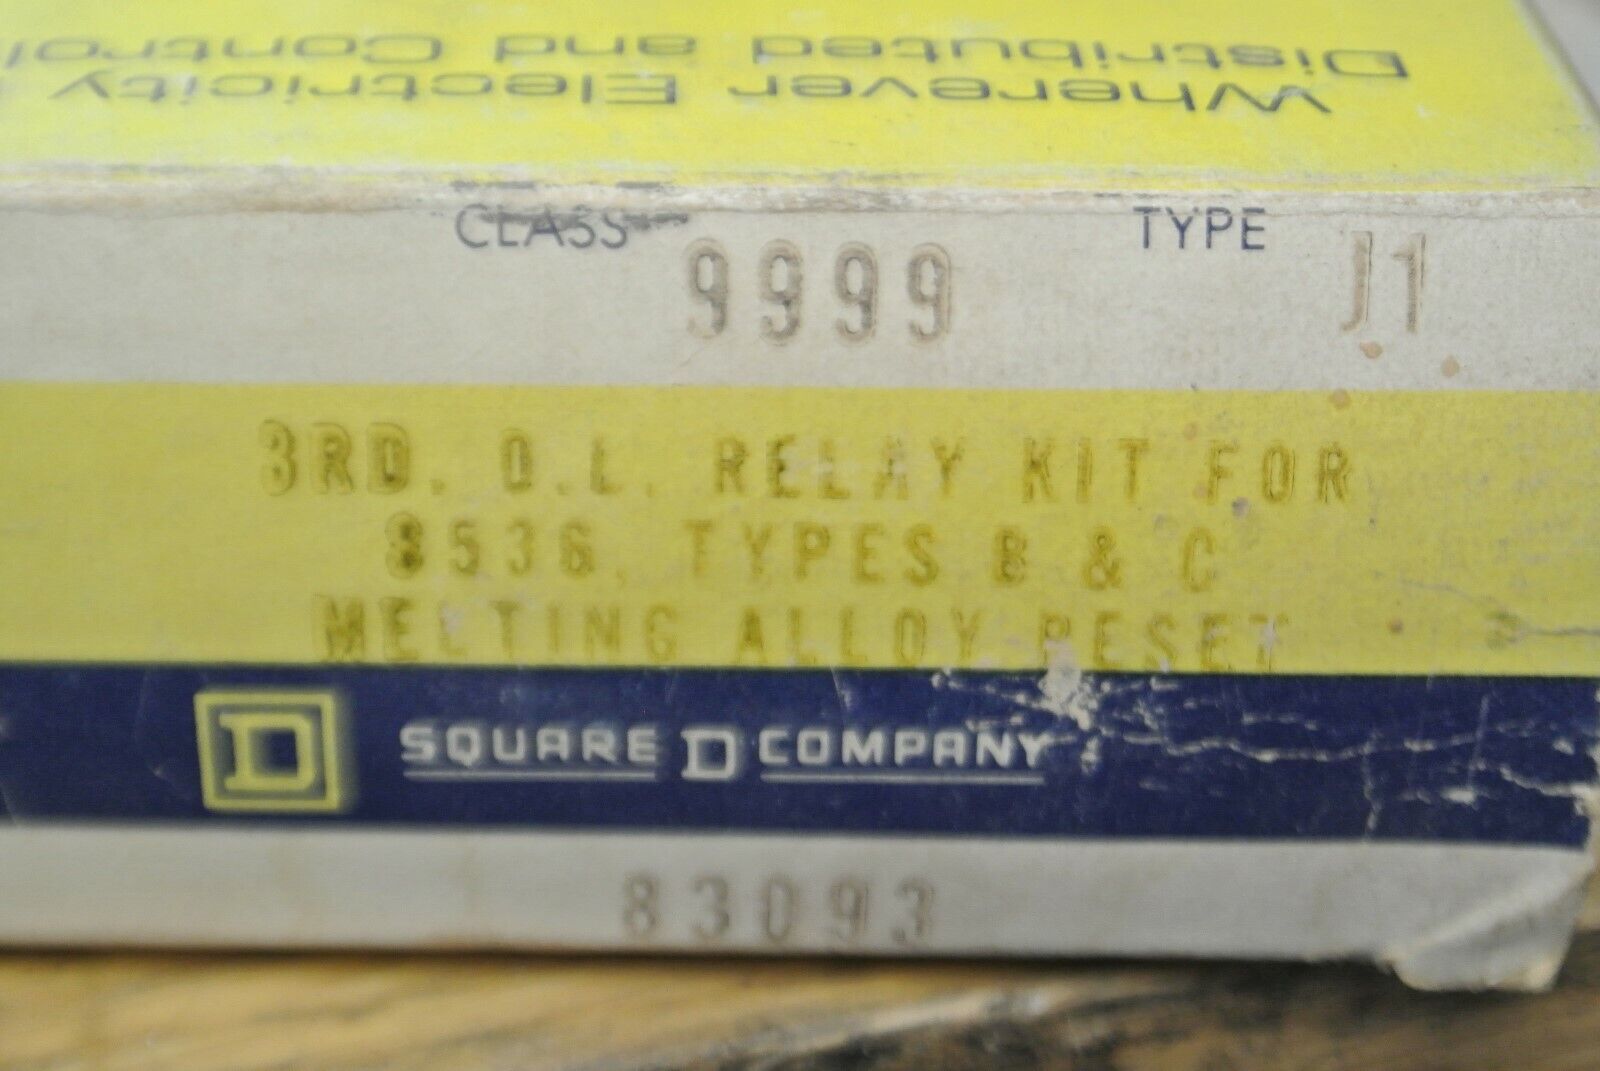 Wherever Electricity
Distributed and Control
CLASS 9999 TYPE J1
3RD. O.L. RELAY KIT FOR
8536, TYPES B & C
MELTING ALLOY RESET
D SQUARE D COMPANY
83093